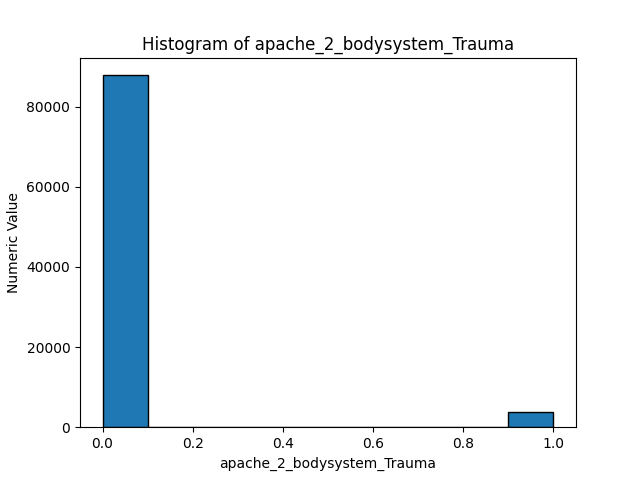 Histogram of apache_2_bodysystem_Trauma
Numeric Value
80000
60000
40000
20000
0
0.0 0.2 0.4 0.6 0.8 1.0
apache_2_bodysystem_Trauma